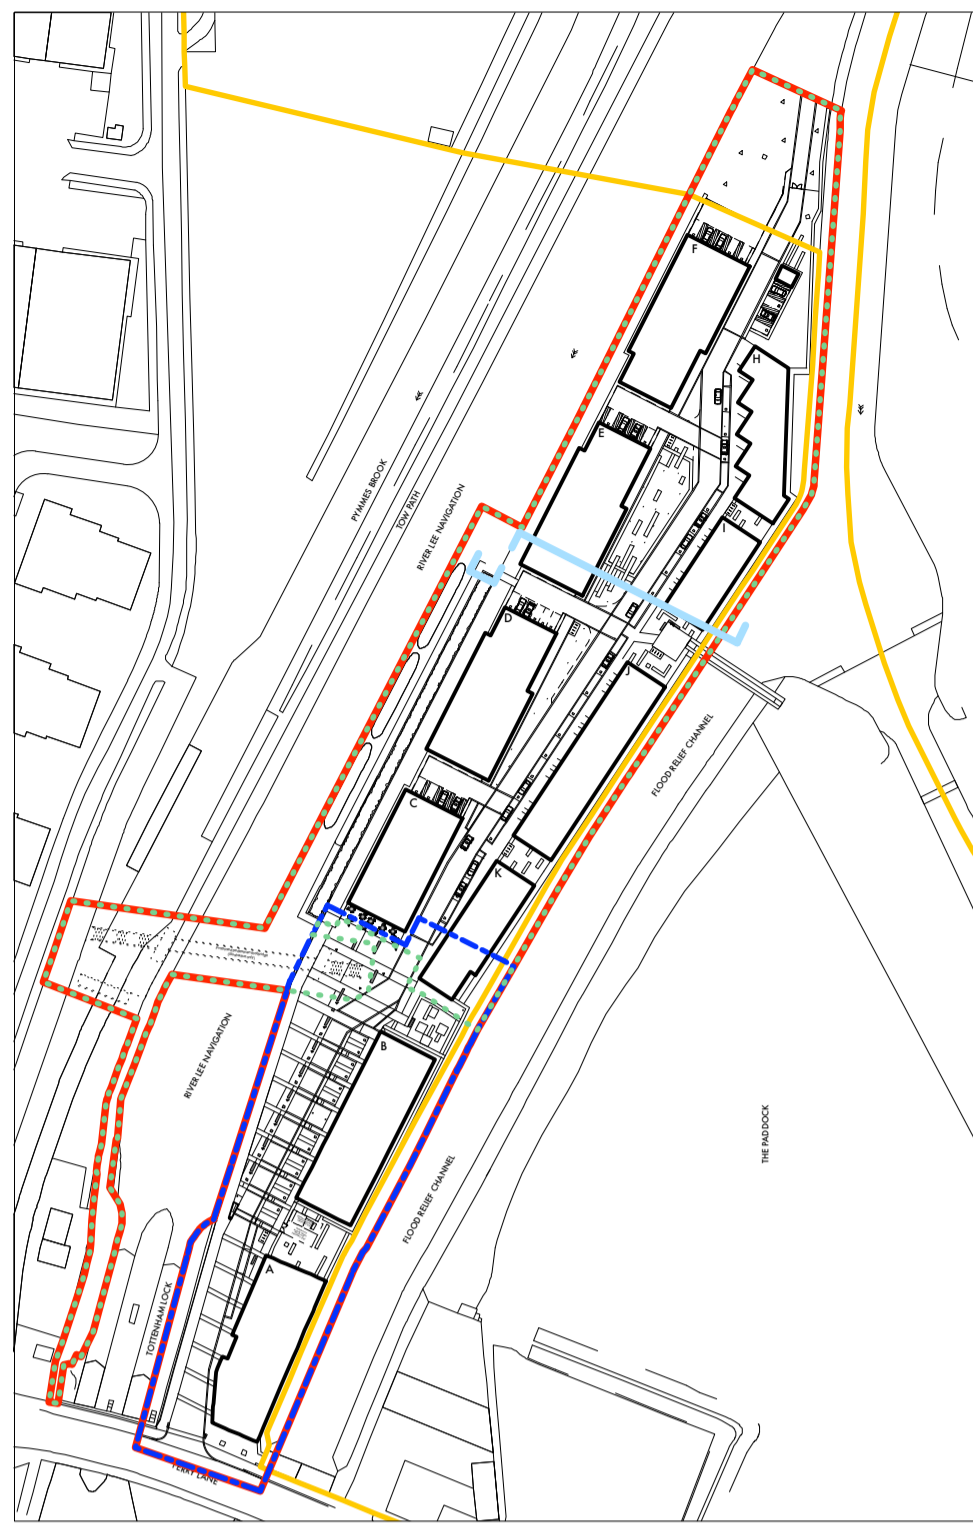 F
H
E
PYMMES BROOK
TOW PATH
RIVER LEE NAVIGATION
I
D
J
FLOOD RELIEF CHANNEL
C
K
RIVER LEE NAVIGATION
B
THE PADDOCK
FLOOD RELIEF CHANNEL
A
TOTTENHAM LOCK
FERRY LANE